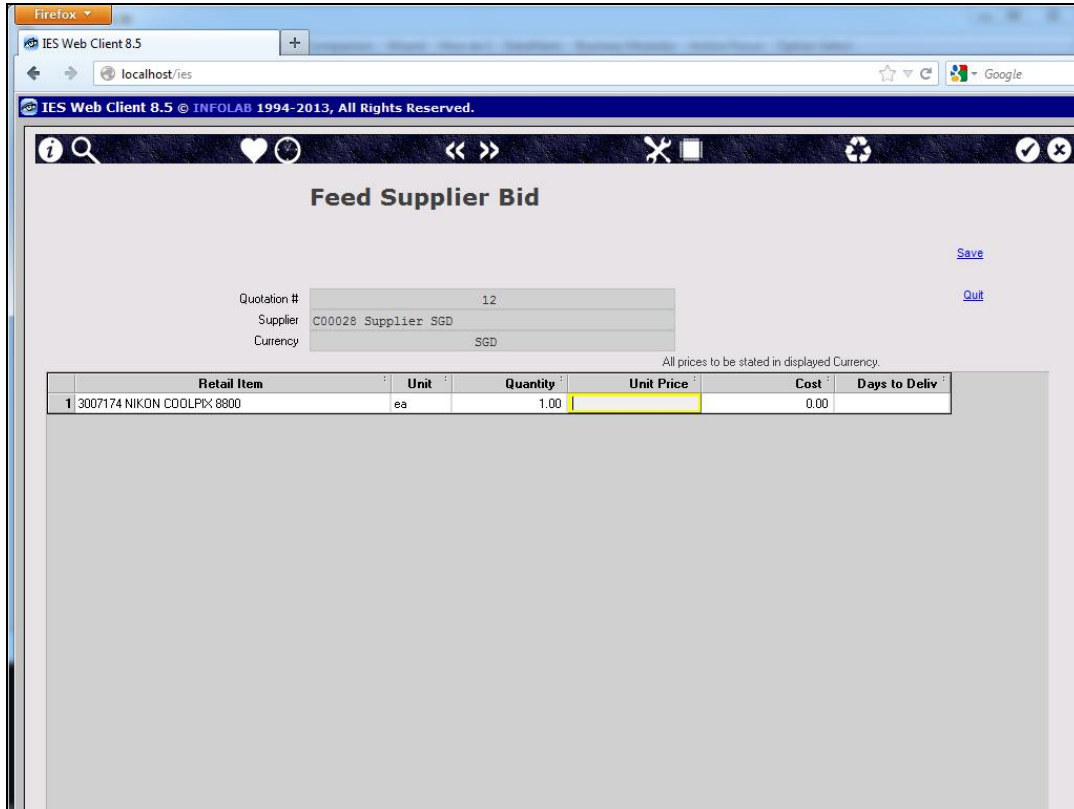 Firefox
IES Web Client 8.5
+
localhost/ies
Google
IES Web Client 8.5 © INFOLAB 1994-2013, All Rights Reserved.
Feed Supplier Bid
Save
Quotation # 12 Quit
Supplier C00028 Supplier SGD
Currency SGD
All prices to be stated in displayed Currency.
Retail Item Unit Quantity Unit Price Cost Days to Deliv
1 3007174 NIKON COOLPIX 8800 ea 1.00 0.00